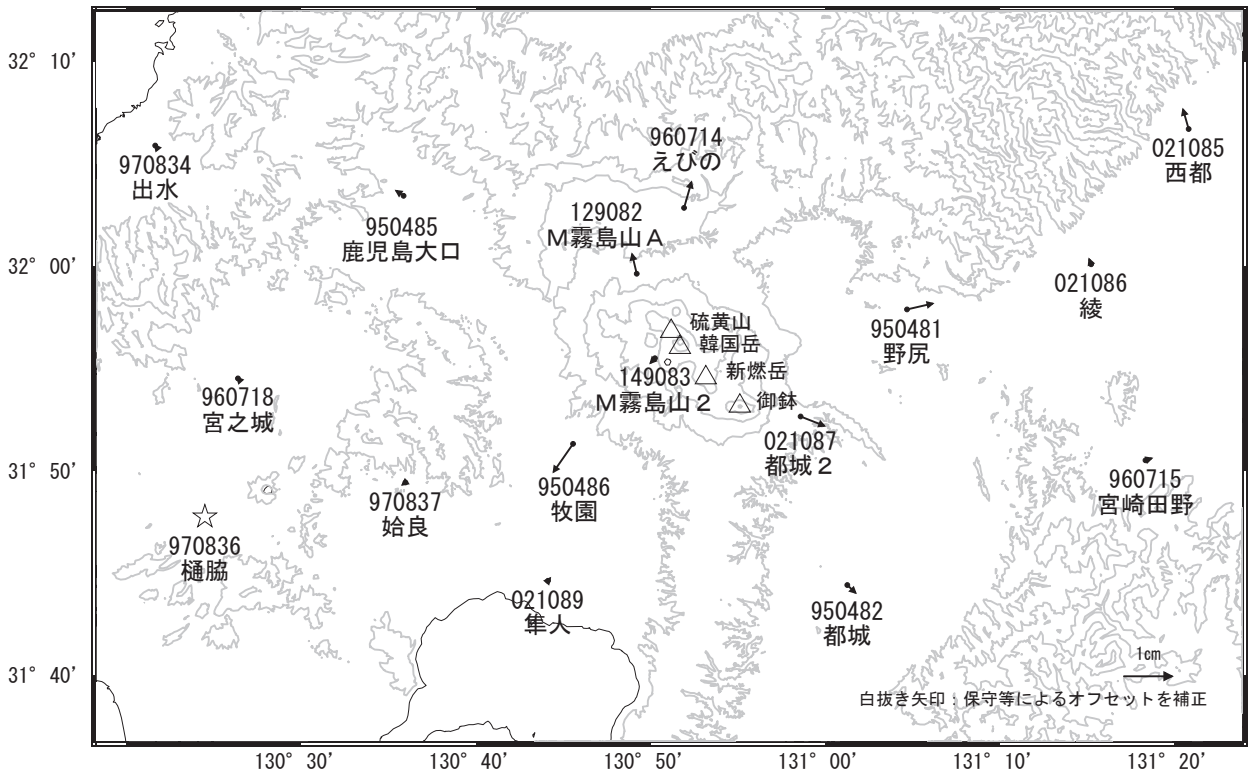 32° 10′
970834
出水
960714
えびの
021085
西都
950485
鹿児島大口
129082
M霧島山A
32° 00′
021086
綾
950481
野尻
硫黄山
韓国岳
新燃岳
御鉢
149083
M霧島山2
960718
宮之城
021087
都城2
31° 50′
970837
姶良
950486
牧園
960715
宮崎田野
970836
樋脇
021089
隼人
950482
都城
31° 40′
1cm
白抜き矢印：保守等によるオフセットを補正
130° 30′
130° 40′
130° 50′
131° 00′
131° 10′
131° 20′